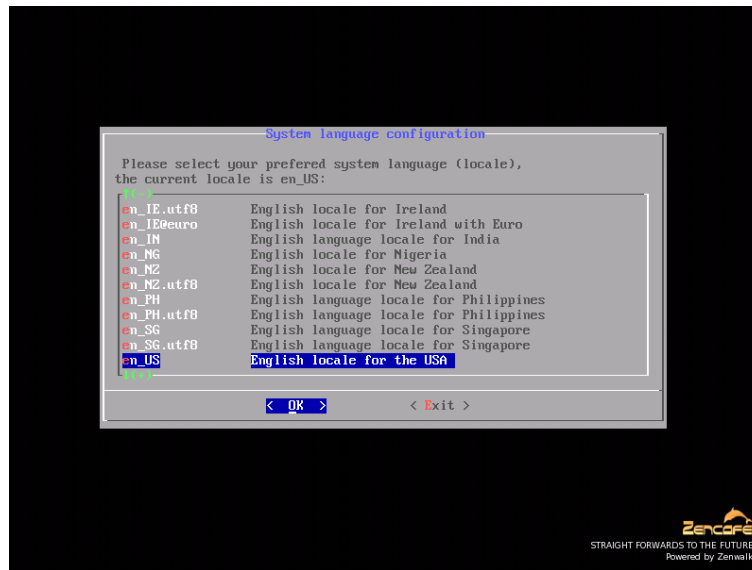 System language configuration
Please select your prefered system language (locale),
the current locale is en_US:
↑(-)
en_IE.utf8 English locale for Ireland
en_IE@euro English locale for Ireland with Euro
en_IN English language locale for India
en_NG English locale for Nigeria
en_NZ English locale for New Zealand
en_NZ.utf8 English locale for New Zealand
en_PH English language locale for Philippines
en_PH.utf8 English language locale for Philippines
en_SG English language locale for Singapore
en_SG.utf8 English language locale for Singapore
en_US English locale for the USA
< OK > < Exit >
Zencafe
STRAIGHT FORWARDS TO THE FUTURE
Powered by Zenwalk